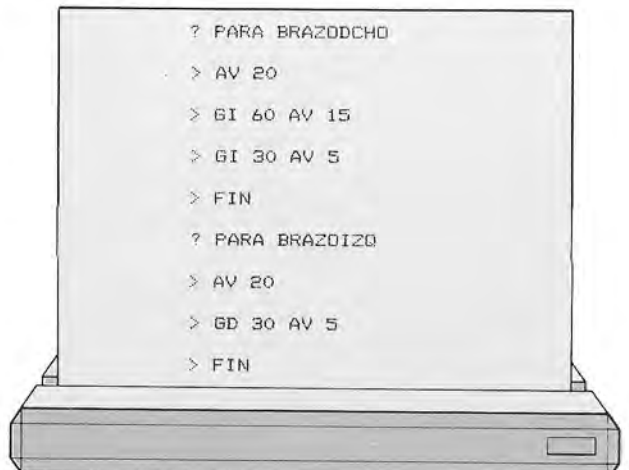 ? PARA BRAZODCHO
> AV 20
> GI 60 AV 15
> GI 30 AV 5
> FIN
? PARA BRAZOIZO
> AV 20
> GD 30 AV 5
> FIN